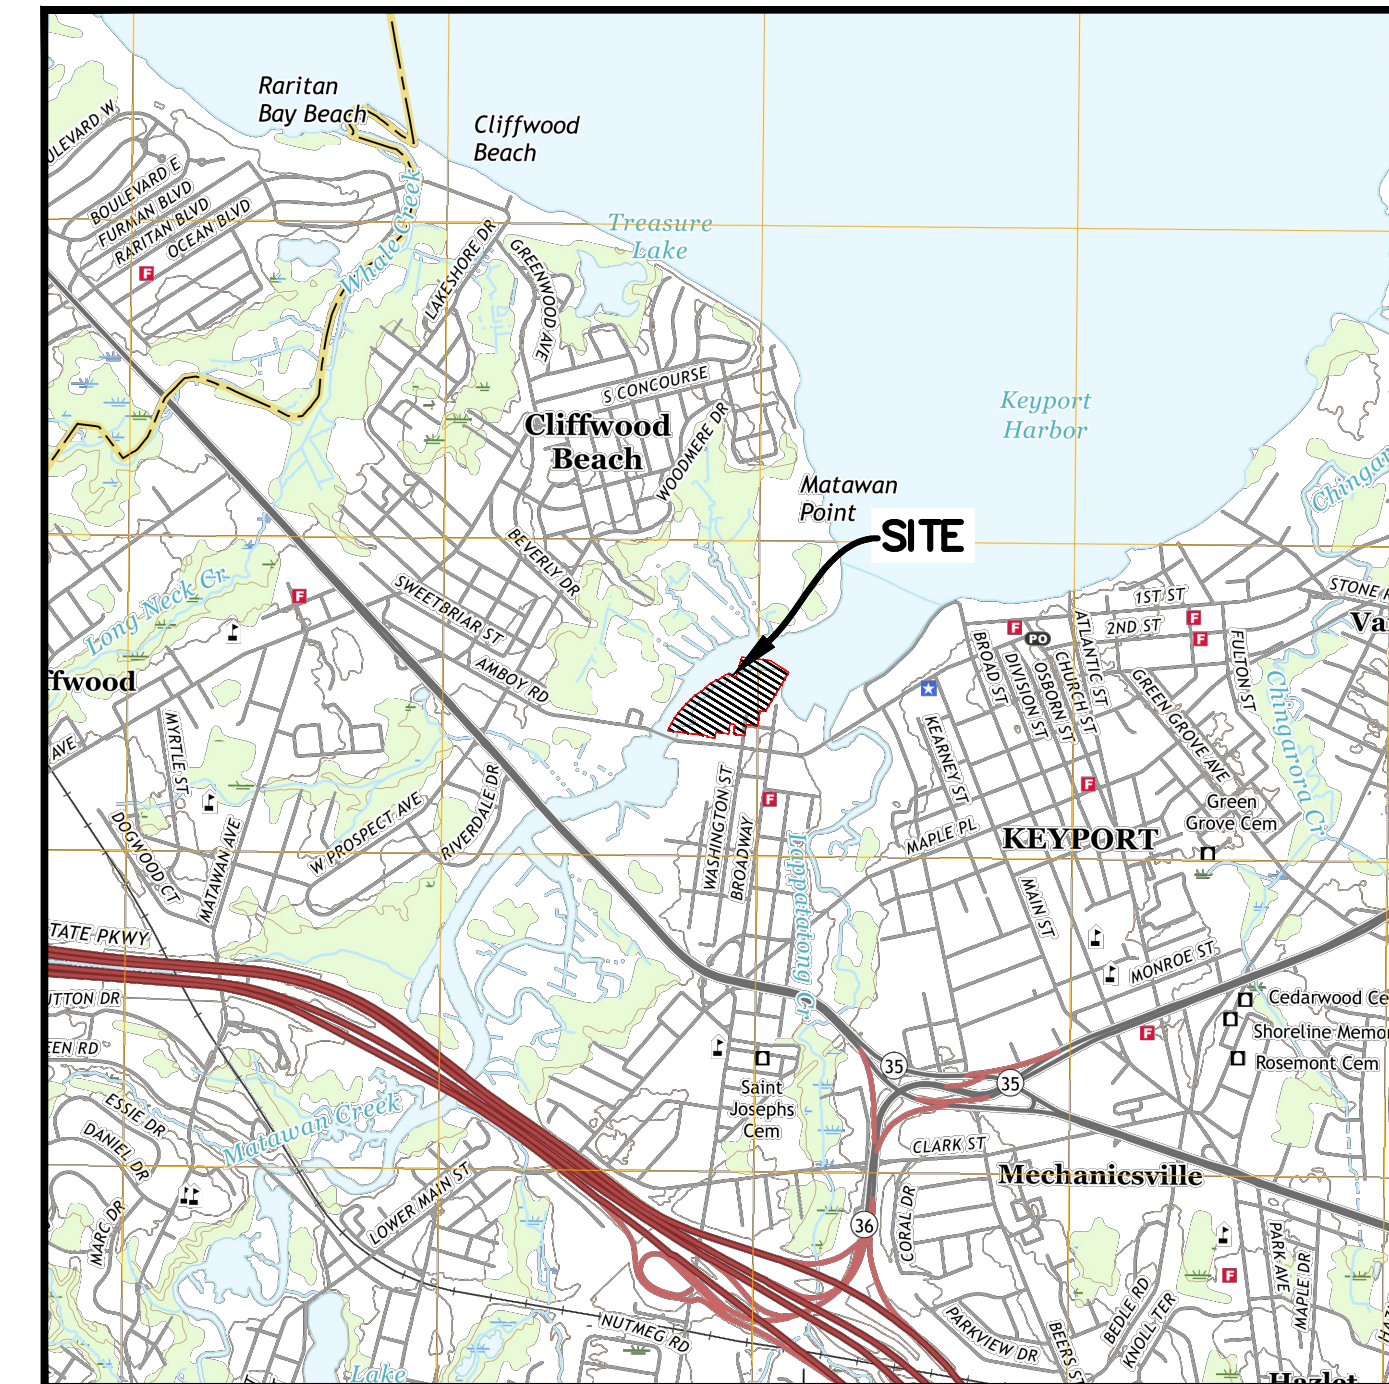 Raritan
Bay Beach
Cliffwood
Beach
ULEVARD W
BOULEVARD E
FURMAN BLVD
RARITAN BLVD
OCEAN BLVD
F
Whale Creek
LAKESHORE DR
GREENWOOD AVE
Treasure
Lake
S CONCOURSE
WOODMERE DR
Cliffwood
Beach
Keyport
Harbor
Matawan
Point
SITE
Chingar
BEVERLY DR
SWEETBRIAR ST
AMBOY RD
Long Neck Cr
F
ffwood
STONE R
Va
1ST ST
2ND ST
F
F
F
PO
BROAD ST
DIVISION ST
OSBORN ST
CHURCH ST
ATLANTIC ST
GREEN GROVE AVE
FULTON ST
Chingarora Cr
KEARNEY ST
MAPLE PL
F
Green
Grove Cem
KEYPORT
AVE
MYRTLE ST
DOGWOOD CT
MATAWAN AVE
W PROSPECT AVE
RIVERDALE DR
WASHINGTON ST
BROADWAY
F
Luppatatong Cr
MAIN ST
MONROE ST
TATE PKWY
UTTON DR
EEN RD
ESSIE DR
DANIEL DR
MARC DR
Matawan Creek
LOWER MAIN ST
Saint
Josephs
Cem
Cedarwood Ce
Shoreline Memor
Rosemont Cem
F
35
35
36
CLARK ST
Mechanicsville
CORAL DR
PARKVIEW DR
BEERS S
BEDLE RD
KNOLL TER
PARK AVE
MAPLE DR
F
NUTMEG RD
Lake
Hazlet